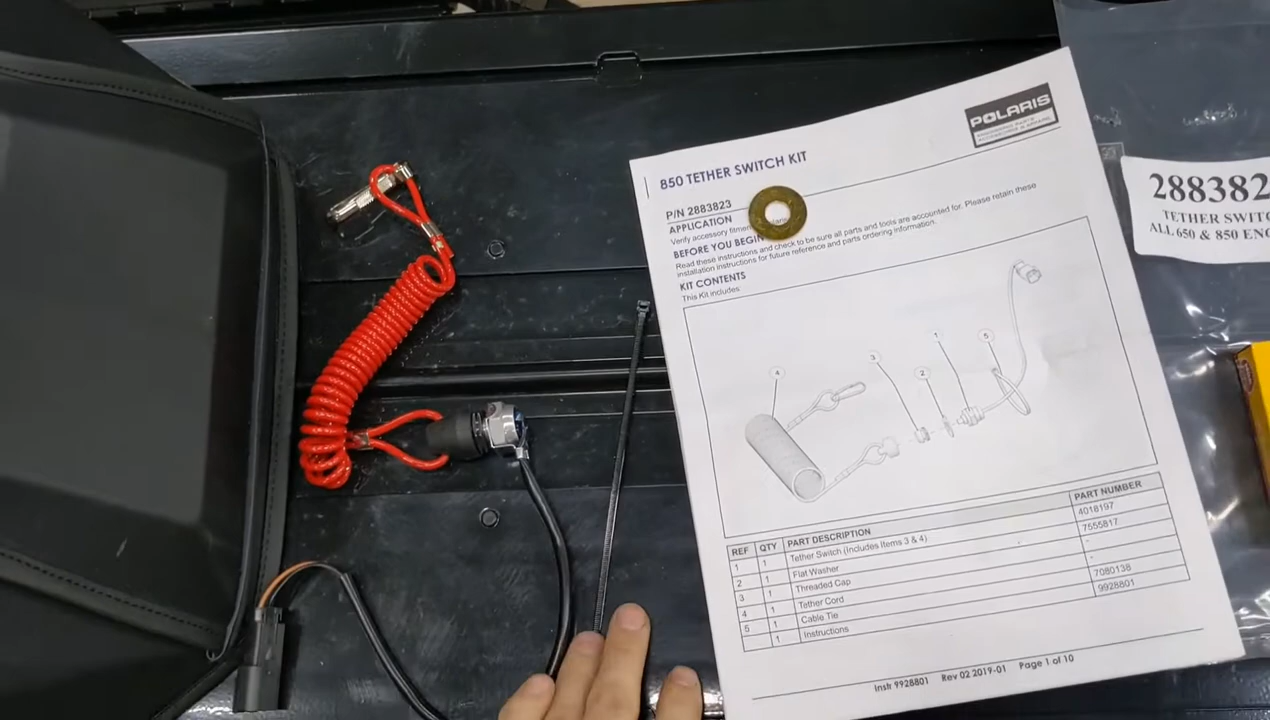 POLARIS
ENGINEERED PARTS
850 TETHER SWITCH KIT
P/N 2883823
APPLICATION
Verify accessory fitment
BEFORE YOU BEGIN
Read these instructions and check to be sure all parts and tools are accounted for. Please retain these
installation instructions for future reference and parts ordering information.
KIT CONTENTS
This Kit includes:
4
3
2
1
5
REF QTY PART DESCRIPTION PART NUMBER
1 1 Tether Switch (Includes Items 3 & 4) 4018197
2 1 Flat Washer 7555817
3 1 Threaded Cap -
4 1 Tether Cord -
5 1 Cable Tie 7080138
1 Instructions 9928801
Instr 9928801 Rev 02 2019-01 Page 1 of 10
288382
TETHER SWITC
ALL 650 & 850 ENG